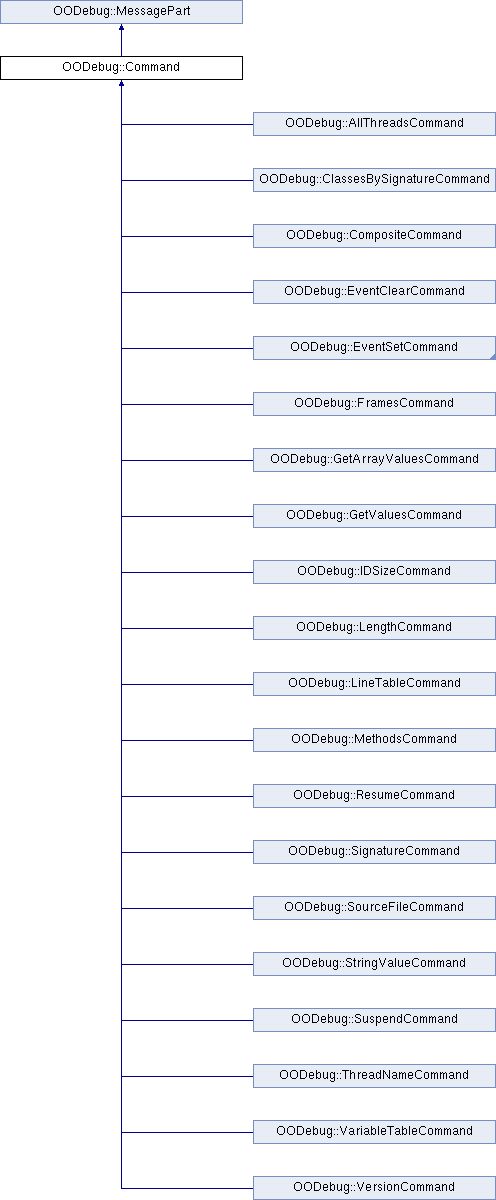 OODebug::MessagePart
OODebug::Command
OODebug::AllThreadsCommand
OODebug::ClassesBySignatureCommand
OODebug::CompositeCommand
OODebug::EventClearCommand
OODebug::EventSetCommand
OODebug::FramesCommand
OODebug::GetArrayValuesCommand
OODebug::GetValuesCommand
OODebug::IDSizeCommand
OODebug::LengthCommand
OODebug::LineTableCommand
OODebug::MethodsCommand
OODebug::ResumeCommand
OODebug::SignatureCommand
OODebug::SourceFileCommand
OODebug::StringValueCommand
OODebug::SuspendCommand
OODebug::ThreadNameCommand
OODebug::VariableTableCommand
OODebug::VersionCommand